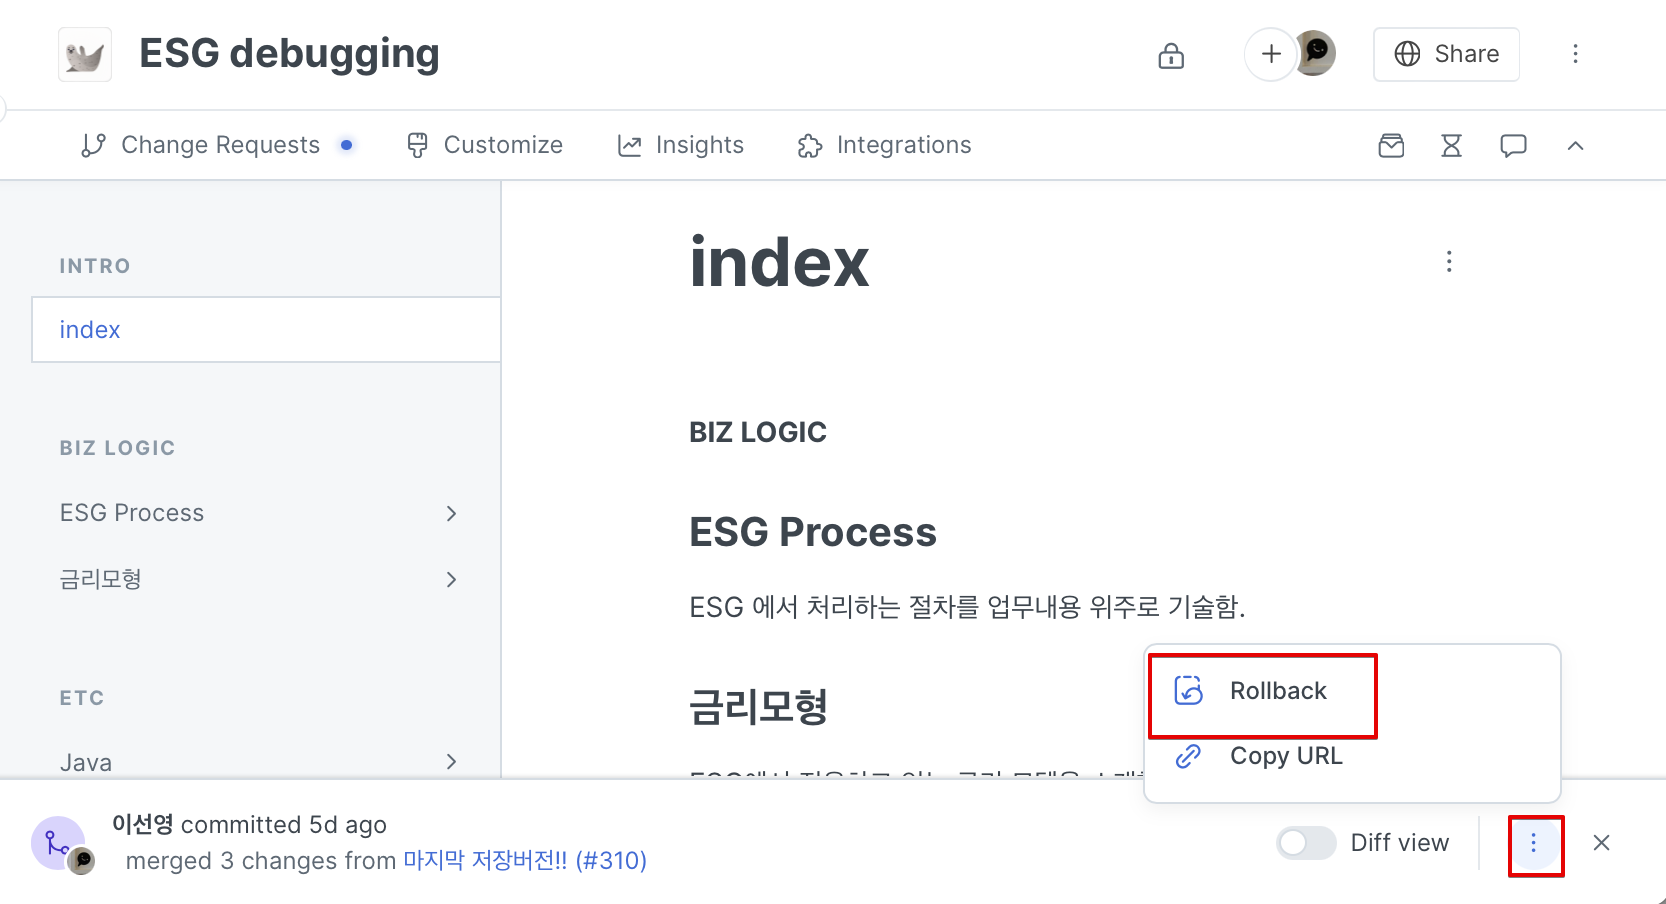 ESG debugging
Share
Change Requests
Customize
Insights
Integrations
INTRO
index
BIZ LOGIC
ESG Process
금리모형
ETC
Java
index
BIZ LOGIC
ESG Process
ESG 에서 처리하는 절차를 업무내용 위주로 기술함.
금리모형
Rollback
Copy URL
이선영 committed 5d ago
merged 3 changes from 마지막 저장버전!! (#310)
Diff view